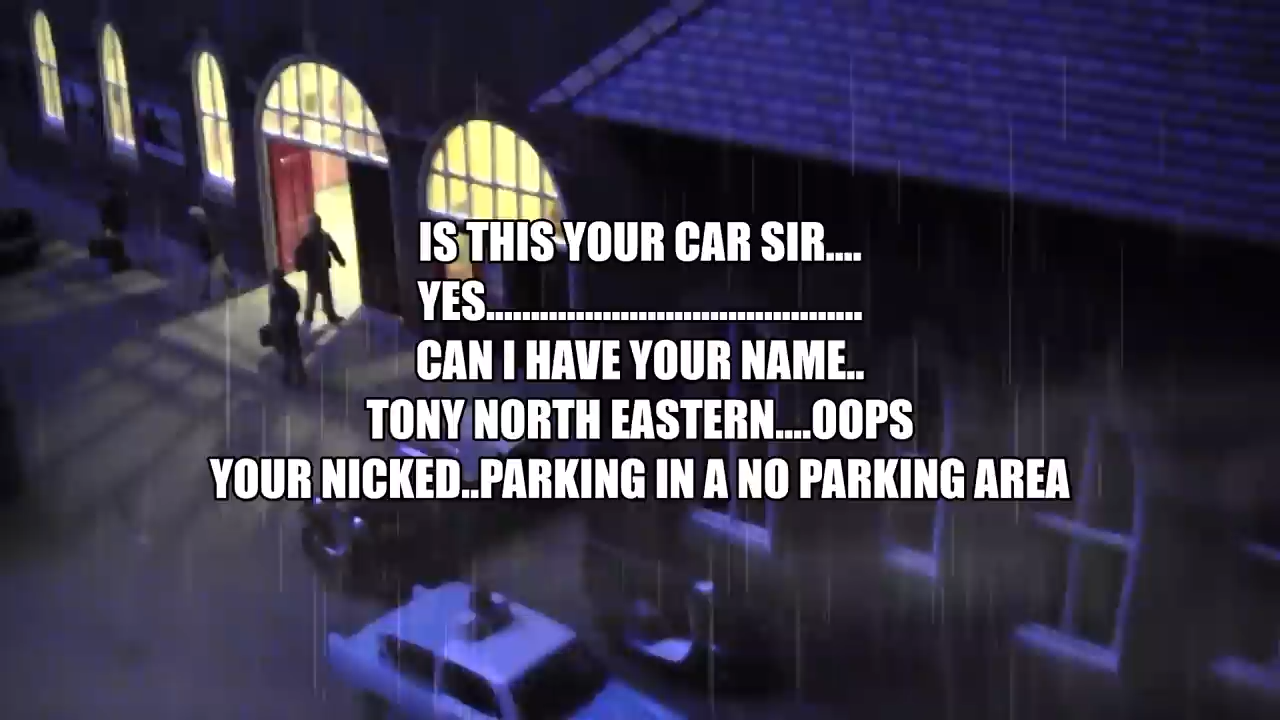 IS THIS YOUR CAR SIR....
YES..........................................
CAN I HAVE YOUR NAME..
TONY NORTH EASTERN....OOPS
YOUR NICKED..PARKING IN A NO PARKING AREA